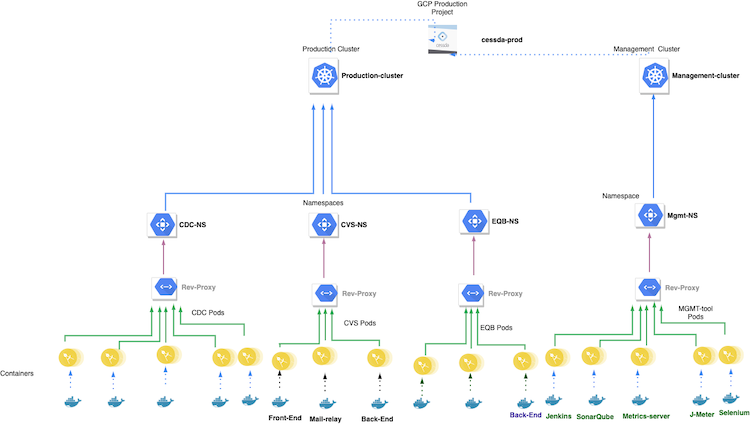 GCP Production
Project
cessda-prod
cessda
Production Cluster
Management Cluster
Production-cluster
Management-cluster
Namespaces
Namespace
CDC-NS
CVS-NS
EQB-NS
Mgmt-NS
Rev-Proxy
Rev-Proxy
Rev-Proxy
Rev-Proxy
CDC Pods
CVS Pods
EQB Pods
MGMT-tool
Pods
Containers
Front-End
Mail-relay
Back-End
Back-End
Jenkins
SonarQube
Metrics-server
J-Meter
Selenium